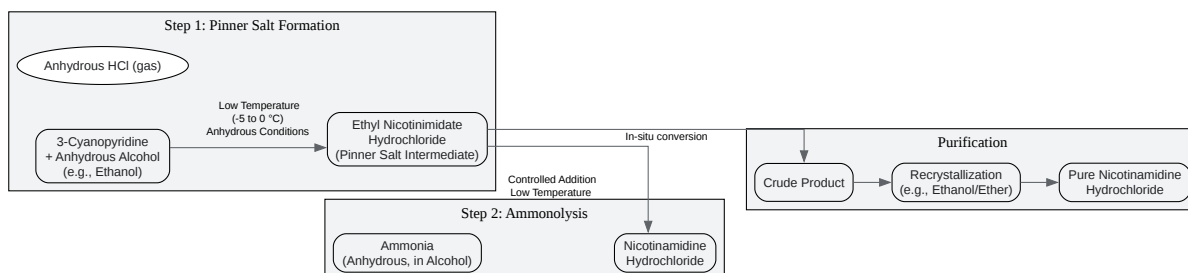 Step 1: Pinner Salt Formation
Anhydrous HCl (gas)
3-Cyanopyridine
+ Anhydrous Alcohol
(e.g., Ethanol)
Low Temperature
(-5 to 0 °C)
Anhydrous Conditions
Ethyl Nicotinimidate
Hydrochloride
(Pinner Salt Intermediate)
In-situ conversion
Controlled Addition
Low Temperature
Step 2: Ammonolysis
Ammonia
(Anhydrous, in Alcohol)
Nicotinamidine
Hydrochloride
Purification
Crude Product
Recrystallization
(e.g., Ethanol/Ether)
Pure Nicotinamidine
Hydrochloride